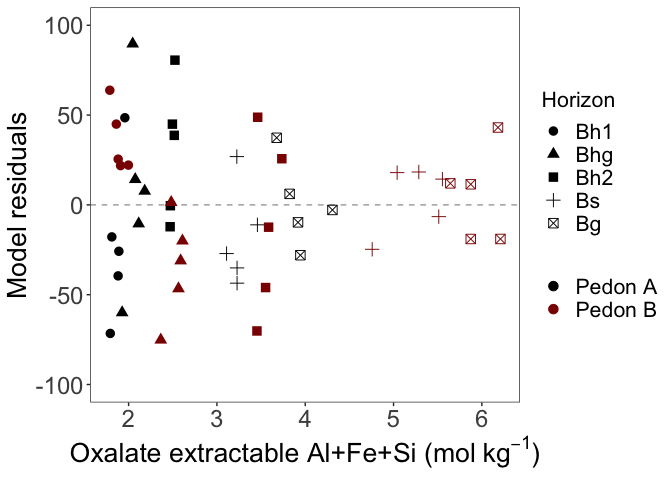 100
50
0
-50
-100
Model residuals
2 3 4 5 6
Oxalate extractable Al+Fe+Si (mol kg⁻¹)
Horizon
Bh1
Bhg
Bh2
Bs
Bg
Pedon A
Pedon B